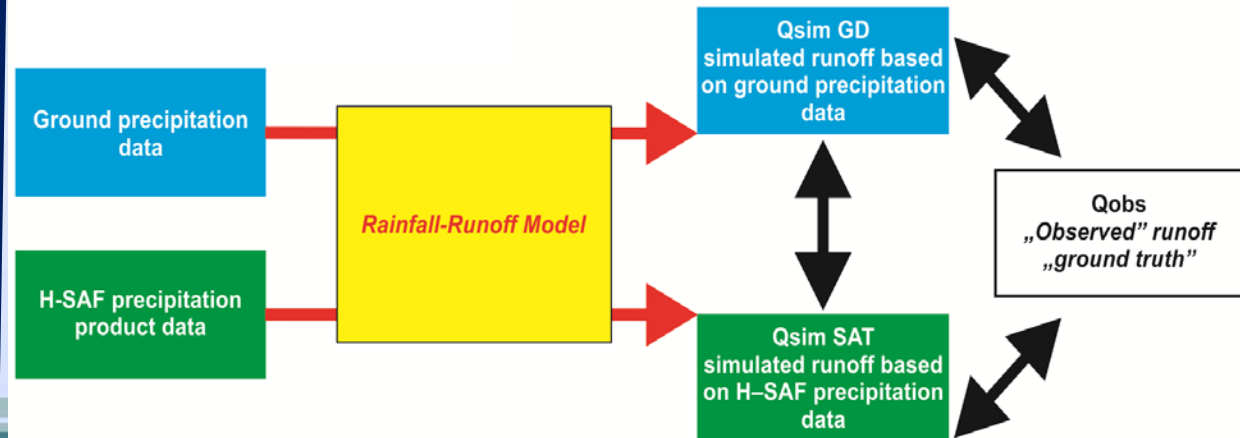 Ground precipitation
data
H-SAF precipitation
product data
Rainfall-Runoff Model
Qsim GD
simulated runoff based
on ground precipitation
data
Qsim SAT
simulated runoff based
on H–SAF precipitation
data
Qobs
„Observed” runoff
„ground truth”